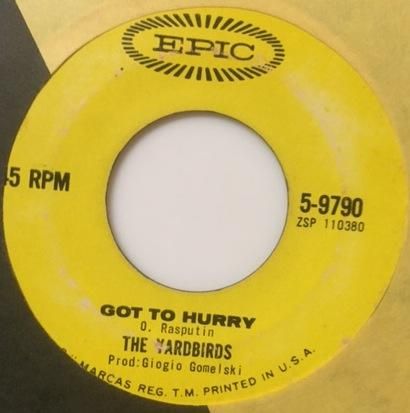 EPIC
45 RPM
5-9790
ZSP 110380
GOT TO HURRY
O. Rasputin
THE YARDBIRDS
Prod: Giogio Gomelski
MARCAS REG. T.M. PRINTED IN U.S.A.